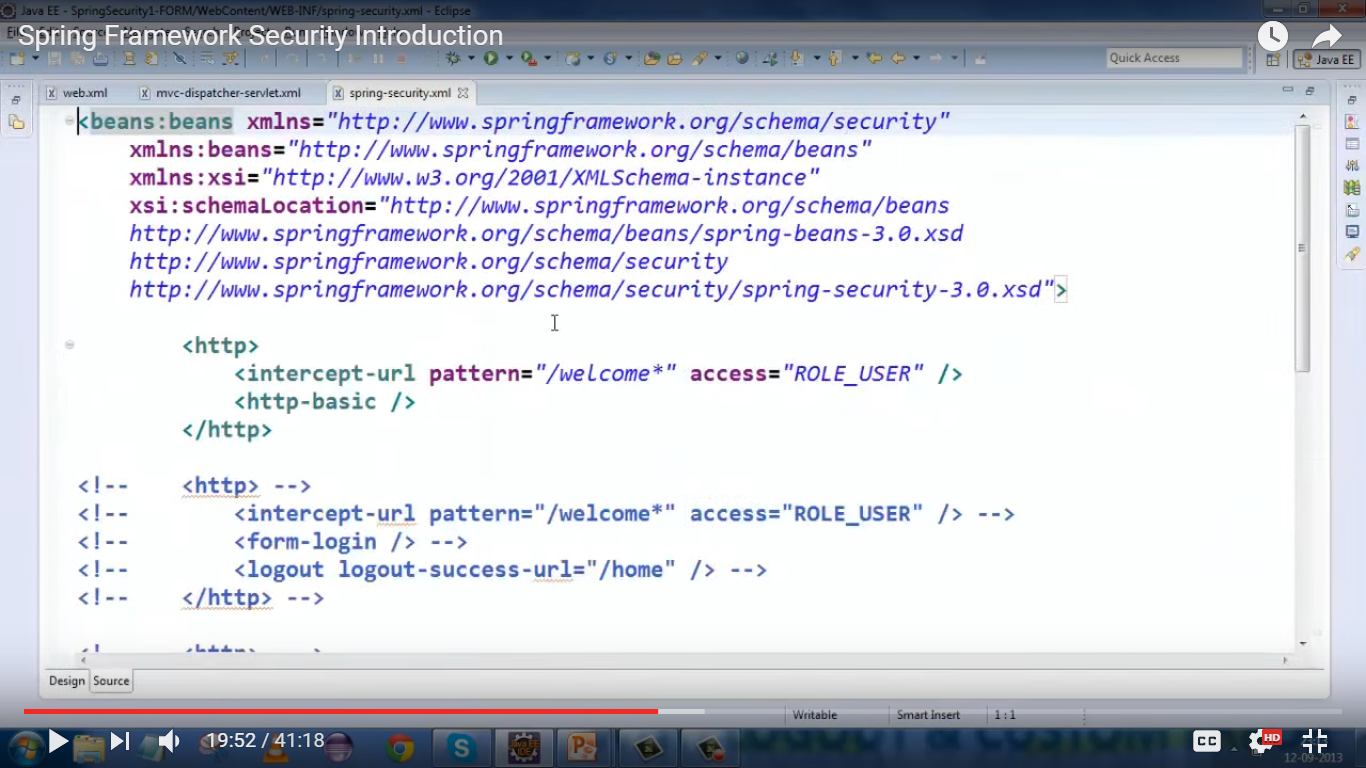 Java EE - SpringSecurity1-FORM/WebContent/WEB-INF/spring-security.xml - Eclipse
Spring Framework Security Introduction
Quick Access
Java EE
web.xml mvc-dispatcher-servlet.xml spring-security.xml
<beans:beans xmlns="http://www.springframework.org/schema/security"
xmlns:beans="http://www.springframework.org/schema/beans"
xmlns:xsi="http://www.w3.org/2001/XMLSchema-instance"
xsi:schemaLocation="http://www.springframework.org/schema/beans
http://www.springframework.org/schema/beans/spring-beans-3.0.xsd
http://www.springframework.org/schema/security
http://www.springframework.org/schema/security/spring-security-3.0.xsd">
<http>
<intercept-url pattern="/welcome*" access="ROLE_USER" />
<http-basic />
</http>
<!-- <http> -->
<!-- <intercept-url pattern="/welcome*" access="ROLE_USER" /> -->
<!-- <form-login /> -->
<!-- <logout logout-success-url="/home" /> -->
<!-- </http> -->
Design Source
Writable Smart Insert 1 : 1
19:52 / 41:18
CC HD
12-09-2013